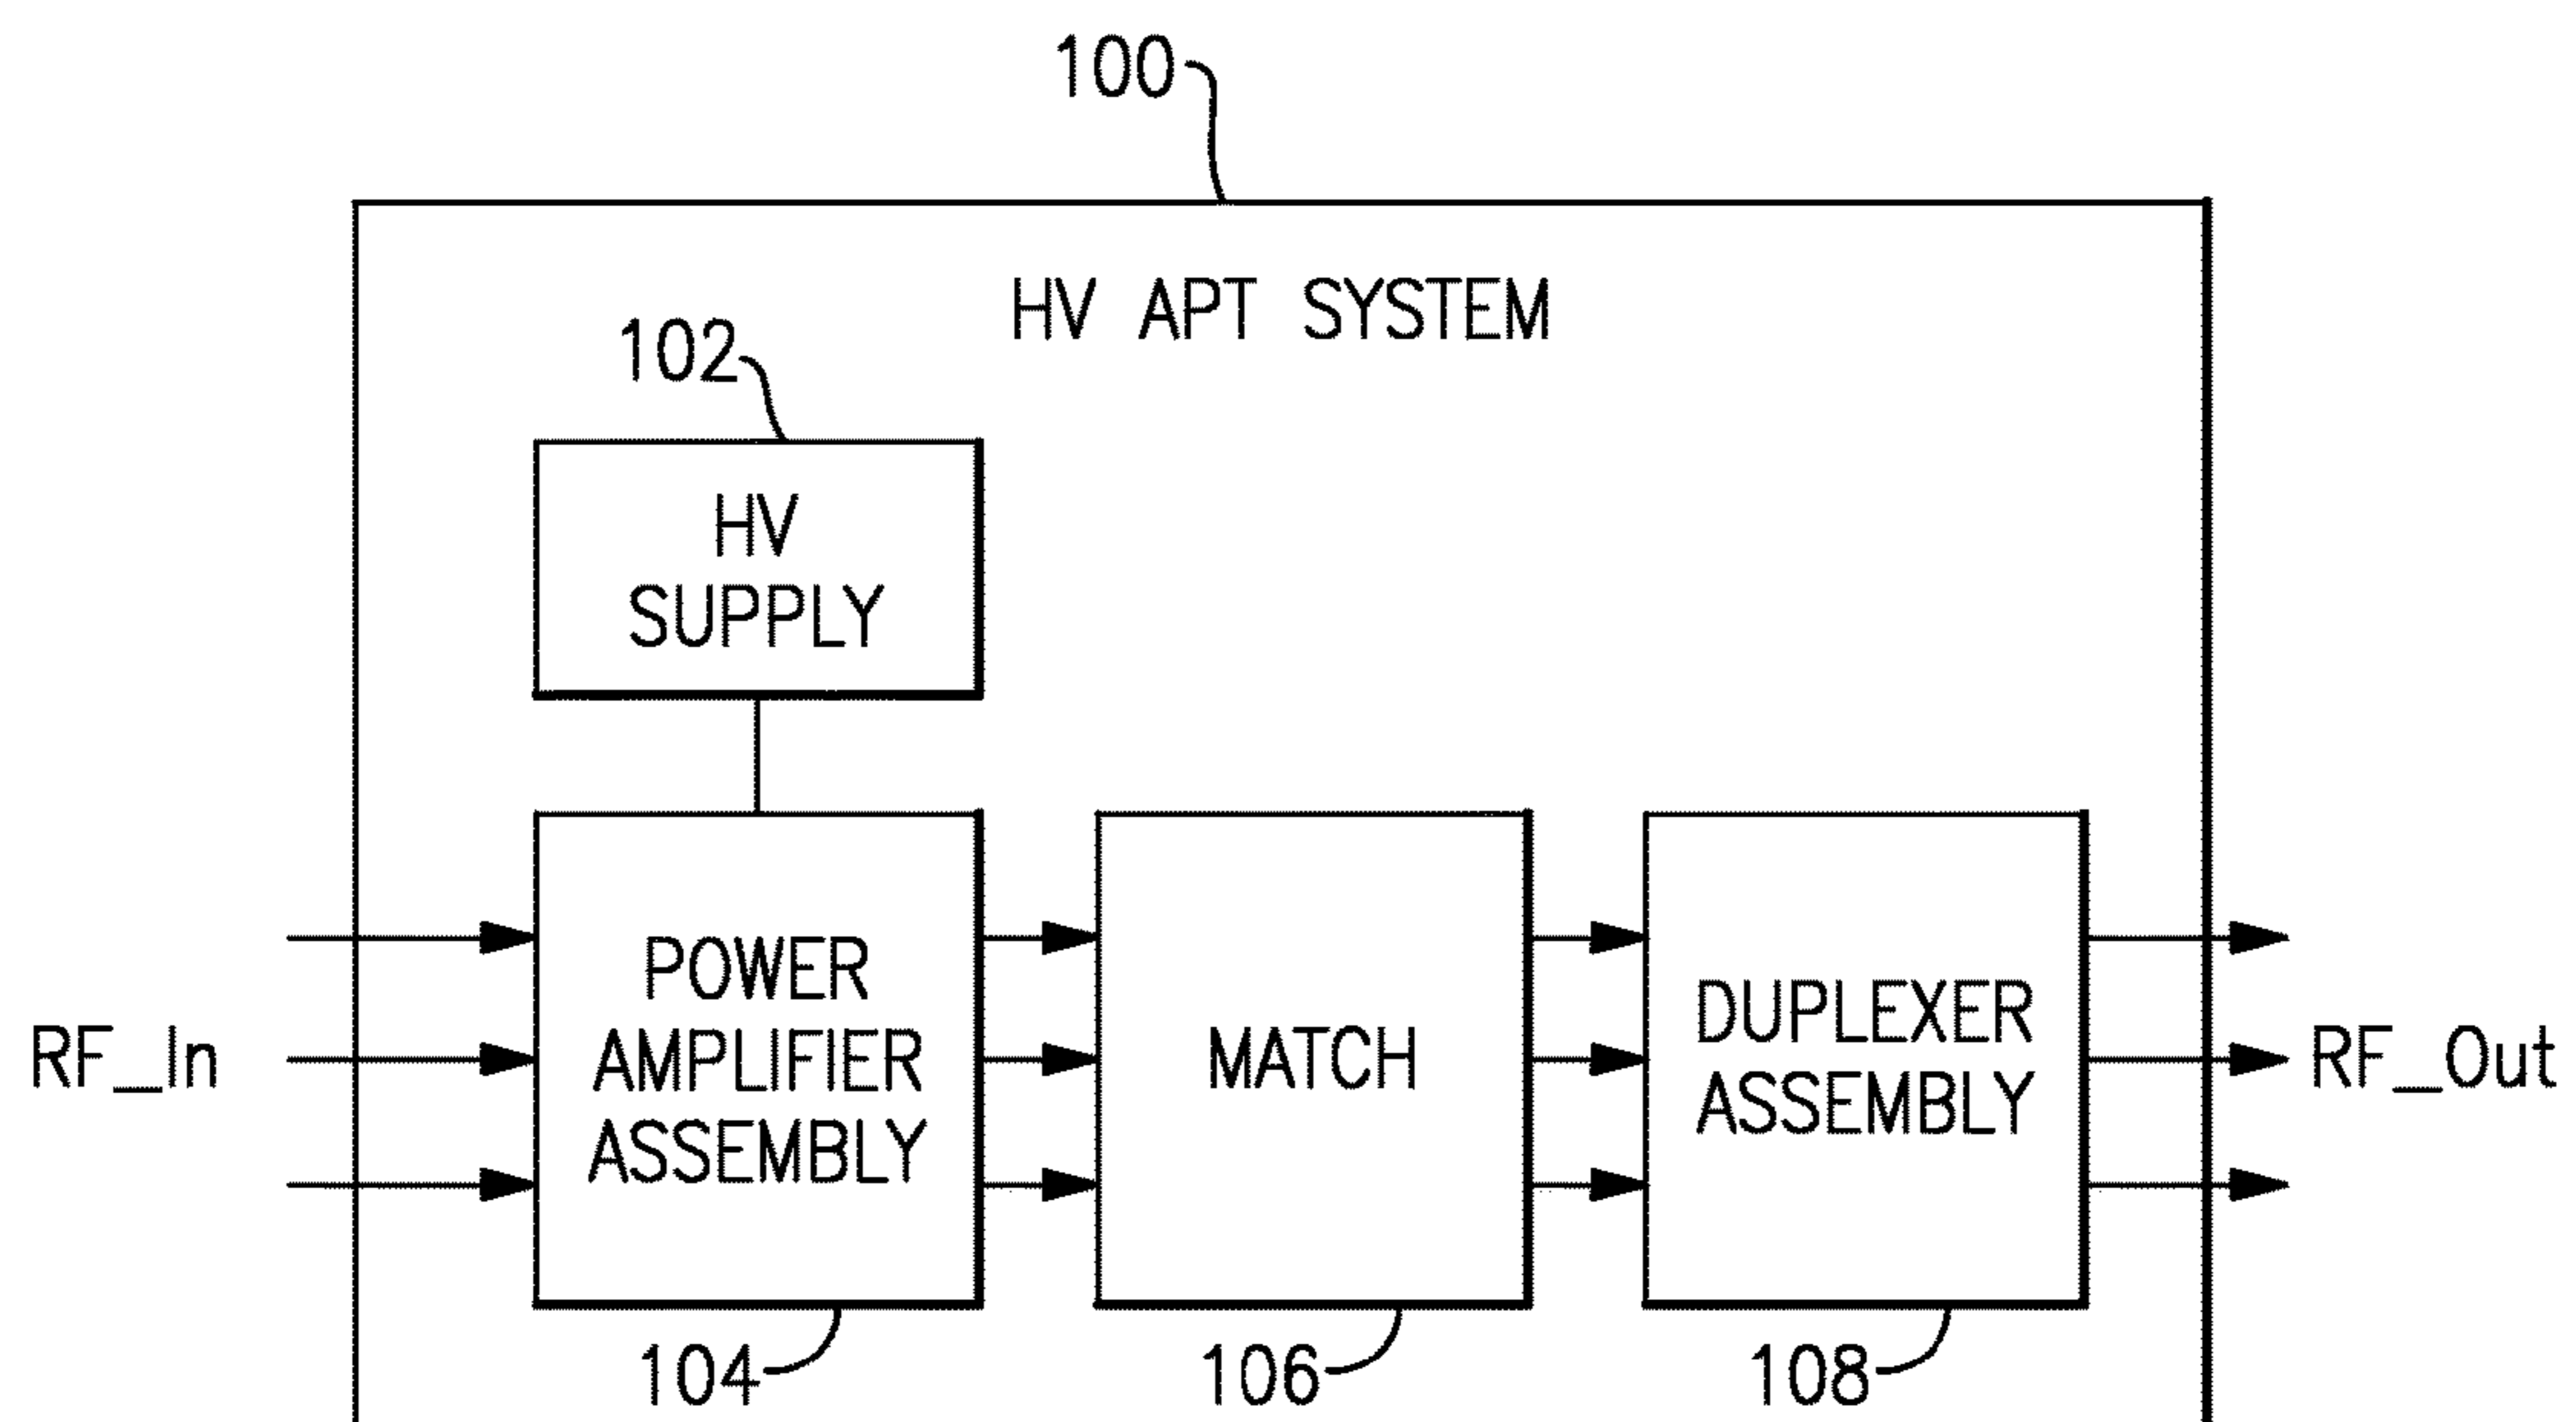 100
HV APT SYSTEM
102
HV
SUPPLY
RF_In
POWER
AMPLIFIER
ASSEMBLY
MATCH
DUPLEXER
ASSEMBLY
RF_Out
104
106
108